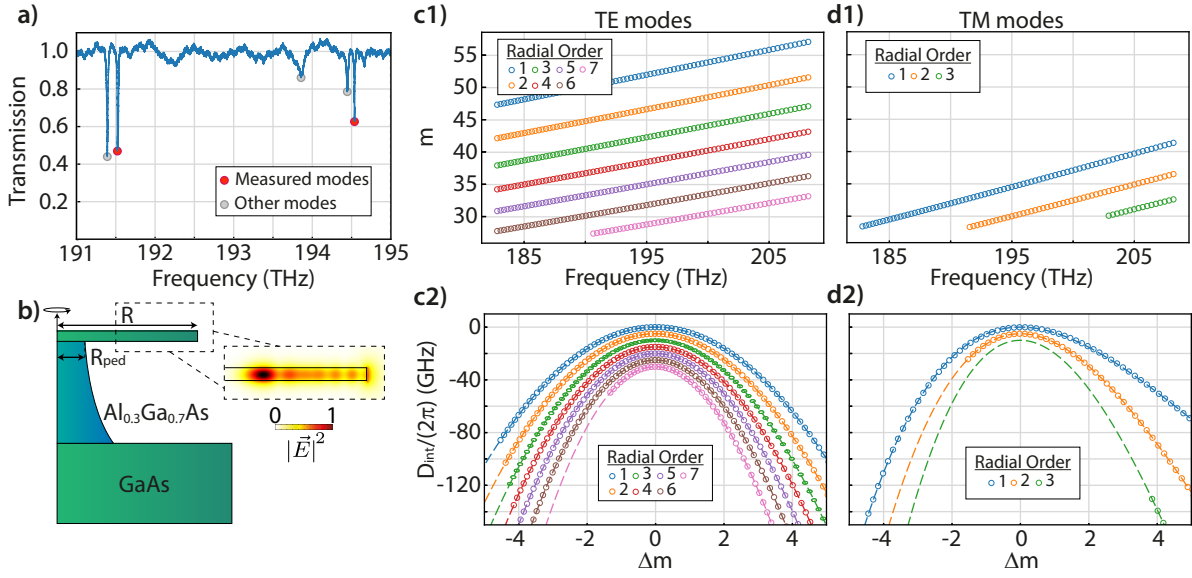 a)
Transmission
1.0
0.8
0.6
0.4
0.2
Measured modes
Other modes
191 192 193 194 195
Frequency (THz)
b)
R
R_ped
Al0.3Ga0.7As
GaAs
0 1
|E⃗|²
c1) TE modes
m
55
50
45
40
35
30
Radial Order
1 3 5 7
2 4 6
185 195 205
Frequency (THz)
d1) TM modes
Radial Order
1 2 3
185 195 205
Frequency (THz)
c2)
D_int/(2π) (GHz)
0
-40
-80
-120
Radial Order
1 3 5 7
2 4 6
-4 -2 0 2 4
Δm
d2)
Radial Order
1 2 3
-4 -2 0 2 4
Δm